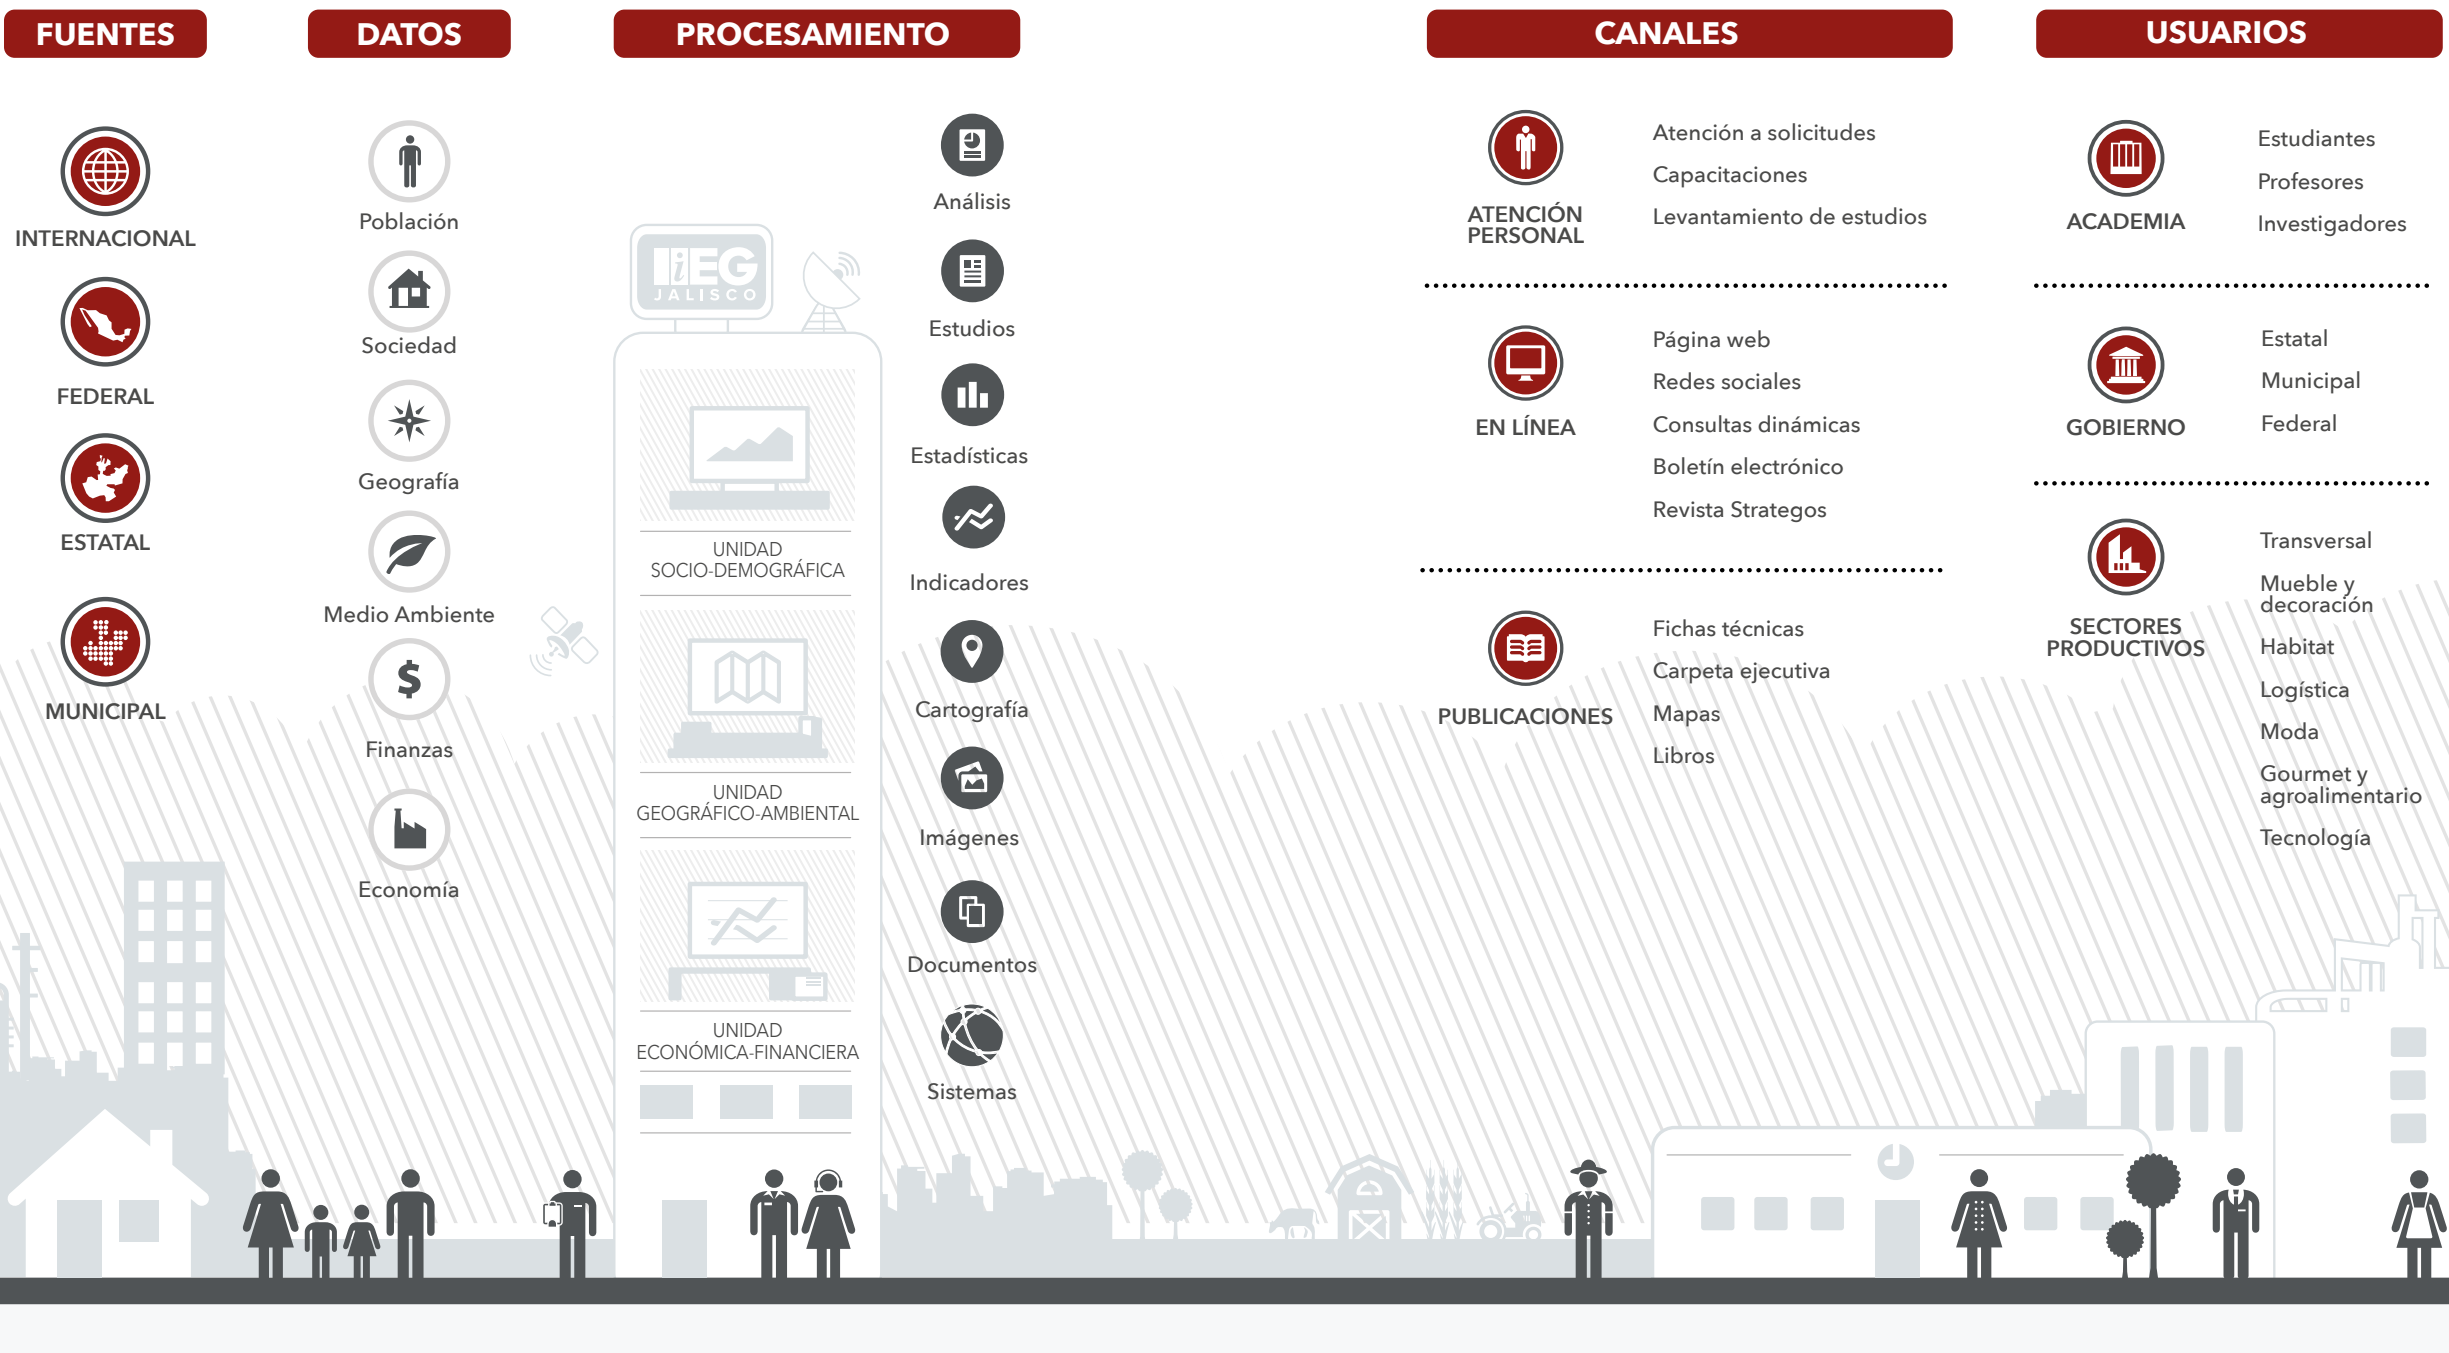 FUENTES
INTERNACIONAL
FEDERAL
ESTATAL
MUNICIPAL
DATOS
Población
Sociedad
Geografía
Medio Ambiente
Finanzas
Economía
PROCESAMIENTO
iiEG
JALISCO
UNIDAD
SOCIO-DEMOGRÁFICA
UNIDAD
GEOGRÁFICO-AMBIENTAL
UNIDAD
ECONÓMICA-FINANCIERA
Análisis
Estudios
Estadísticas
Indicadores
Cartografía
Imágenes
Documentos
Sistemas
CANALES
ATENCIÓN
PERSONAL
Atención a solicitudes
Capacitaciones
Levantamiento de estudios
EN LÍNEA
Página web
Redes sociales
Consultas dinámicas
Boletín electrónico
Revista Strategos
PUBLICACIONES
Fichas técnicas
Carpeta ejecutiva
Mapas
Libros
USUARIOS
ACADEMIA
Estudiantes
Profesores
Investigadores
GOBIERNO
Estatal
Municipal
Federal
SECTORES
PRODUCTIVOS
Transversal
Mueble y
decoración
Habitat
Logística
Moda
Gourmet y
agroalimentario
Tecnología